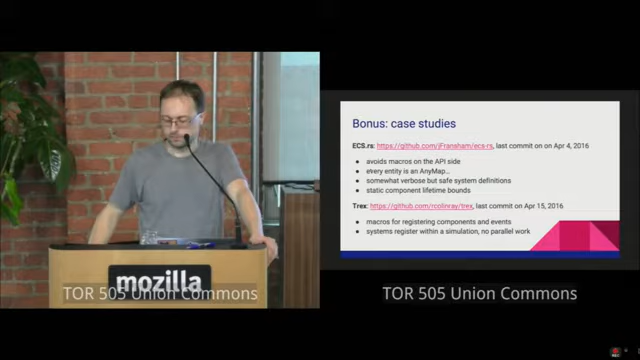 mozilla
TOR 505 Union Commons
Bonus: case studies
ECS.rs: https://github.com/jFransham/ecs-rs, last commit on on Apr 4, 2016
avoids macros on the API side
every entity is an AnyMap..
somewhat verbose but safe system definitions
static component lifetime bounds
Trex: https://github.com/rcolinray/trex, last commit on Apr 15, 2016
macros for registering components and events
systems register within a simulation, no parallel work
TOR 505 Union Commons